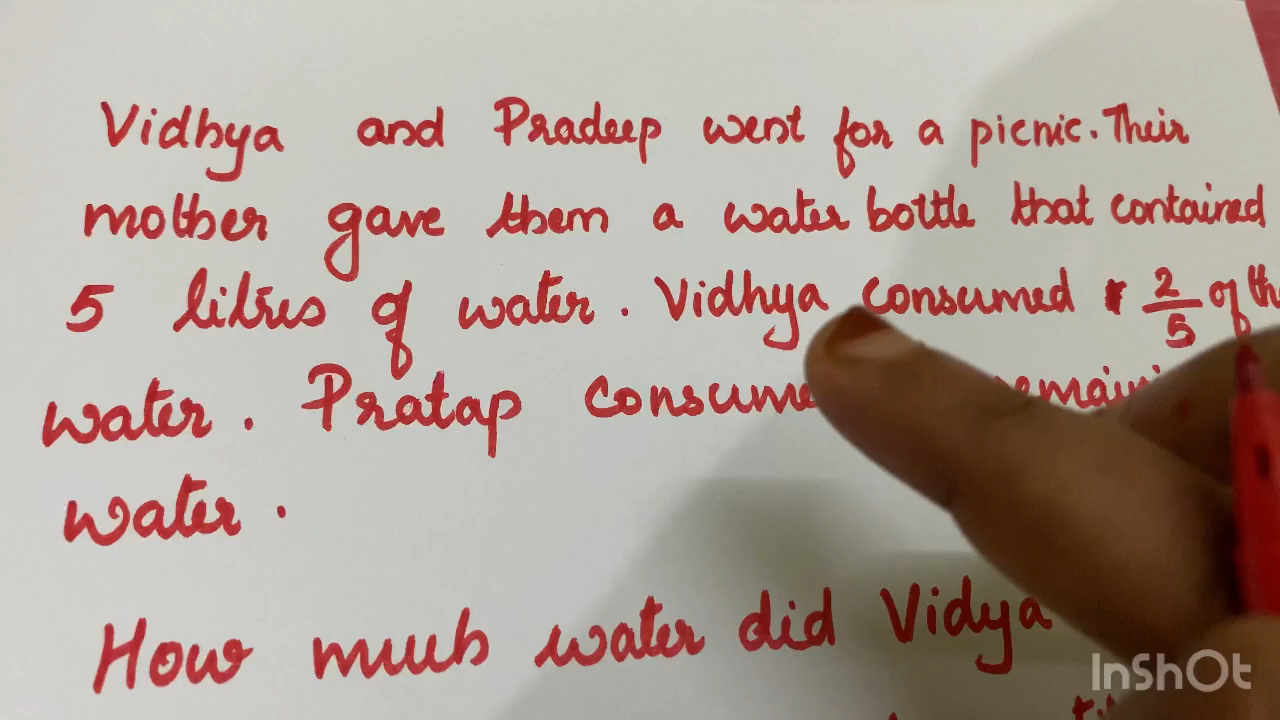 Vidhya and Pradeep went for a picnic. Their
mother gave them a water bottle that contained
5 litres of water. Vidhya consumed 2/5 of the
water. Pratap
water.
How much water did Vidya
InShOt